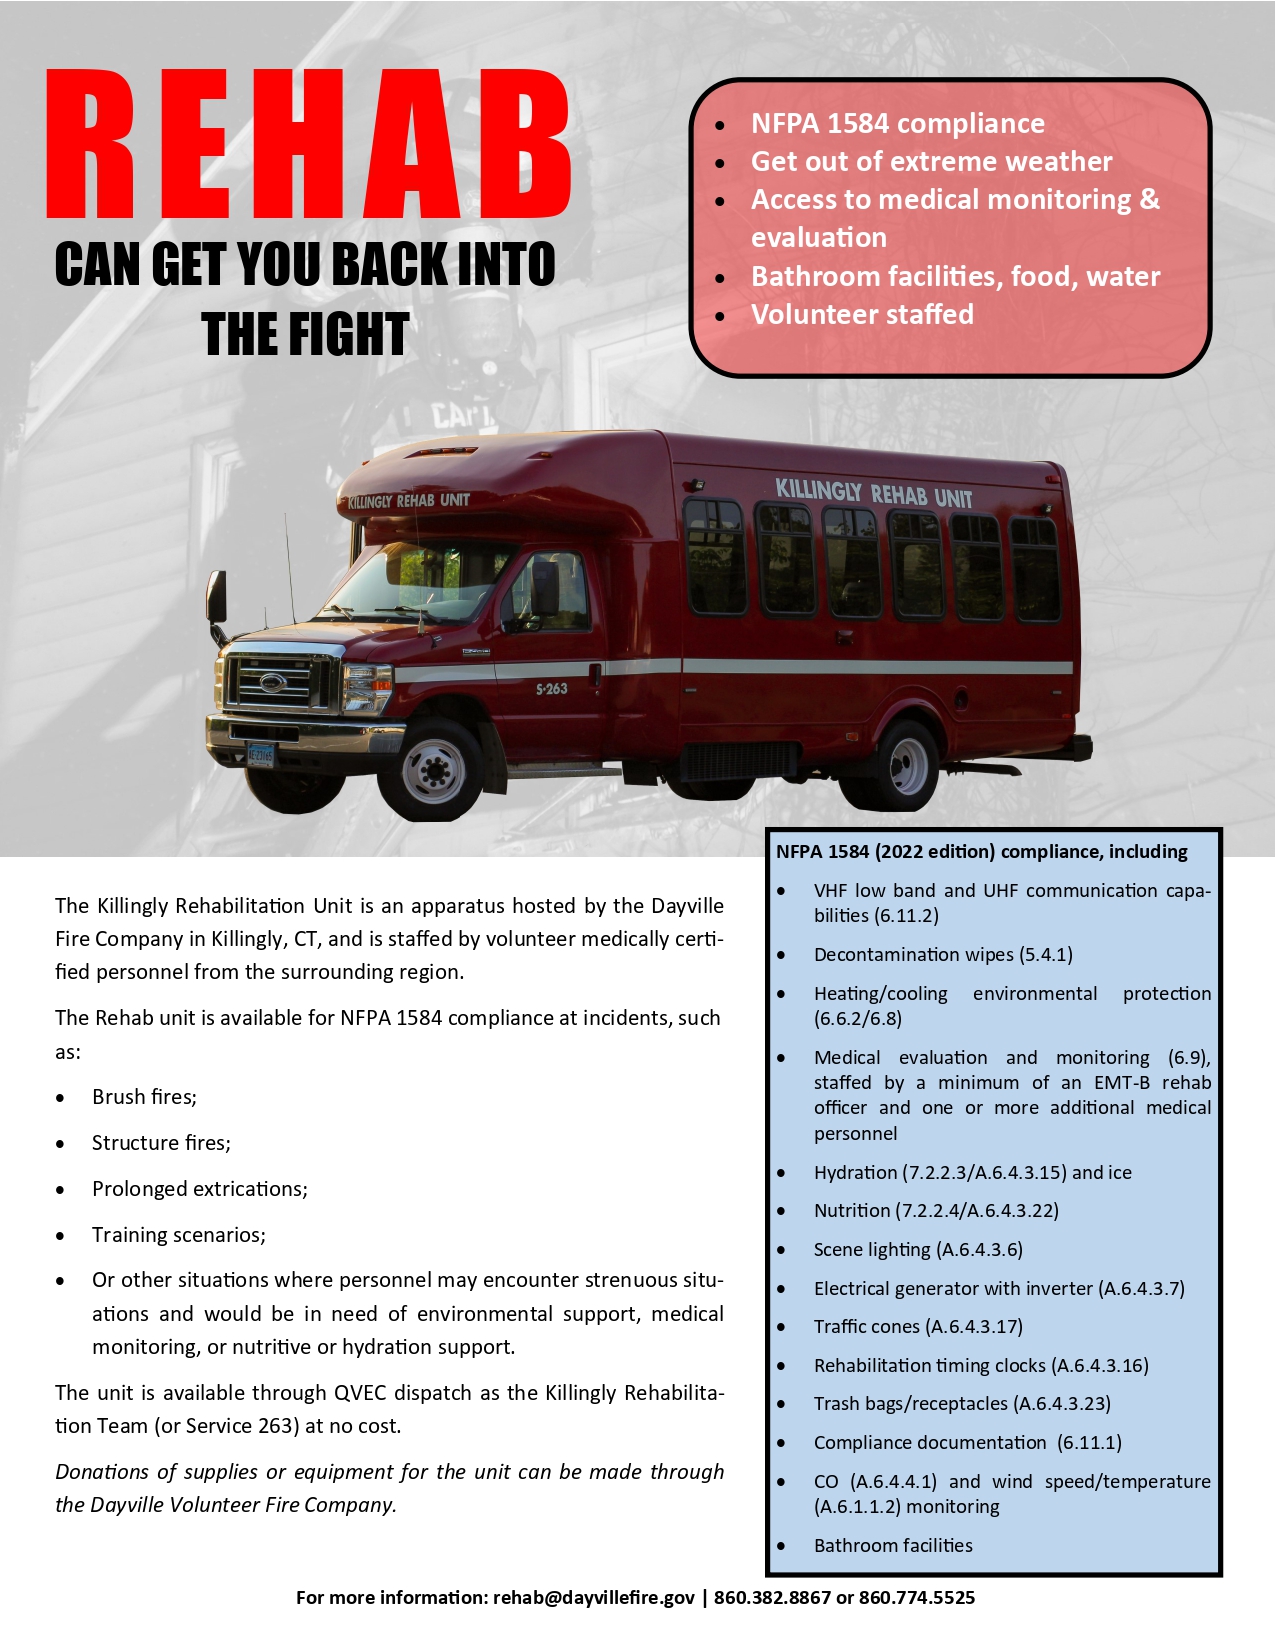 REHAB
CAN GET YOU BACK INTO
THE FIGHT
• NFPA 1584 compliance
• Get out of extreme weather
• Access to medical monitoring &
evaluation
• Bathroom facilities, food, water
• Volunteer staffed
KILLINGLY REHAB UNIT
KILLINGLY REHAB UNIT
S-263
The Killingly Rehabilitation Unit is an apparatus hosted by the Dayville
Fire Company in Killingly, CT, and is staffed by volunteer medically certi-
fied personnel from the surrounding region.
The Rehab unit is available for NFPA 1584 compliance at incidents, such
as:
• Brush fires;
• Structure fires;
• Prolonged extrications;
• Training scenarios;
• Or other situations where personnel may encounter strenuous situ-
ations and would be in need of environmental support, medical
monitoring, or nutritive or hydration support.
The unit is available through QVEC dispatch as the Killingly Rehabilita-
tion Team (or Service 263) at no cost.
Donations of supplies or equipment for the unit can be made through
the Dayville Volunteer Fire Company.
NFPA 1584 (2022 edition) compliance, including
• VHF low band and UHF communication capa-
bilities (6.11.2)
• Decontamination wipes (5.4.1)
• Heating/cooling environmental protection
(6.6.2/6.8)
• Medical evaluation and monitoring (6.9),
staffed by a minimum of an EMT-B rehab
officer and one or more additional medical
personnel
• Hydration (7.2.2.3/A.6.4.3.15) and ice
• Nutrition (7.2.2.4/A.6.4.3.22)
• Scene lighting (A.6.4.3.6)
• Electrical generator with inverter (A.6.4.3.7)
• Traffic cones (A.6.4.3.17)
• Rehabilitation timing clocks (A.6.4.3.16)
• Trash bags/receptacles (A.6.4.3.23)
• Compliance documentation (6.11.1)
• CO (A.6.4.4.1) and wind speed/temperature
(A.6.1.1.2) monitoring
• Bathroom facilities
For more information: rehab@dayvillefire.gov | 860.382.8867 or 860.774.5525